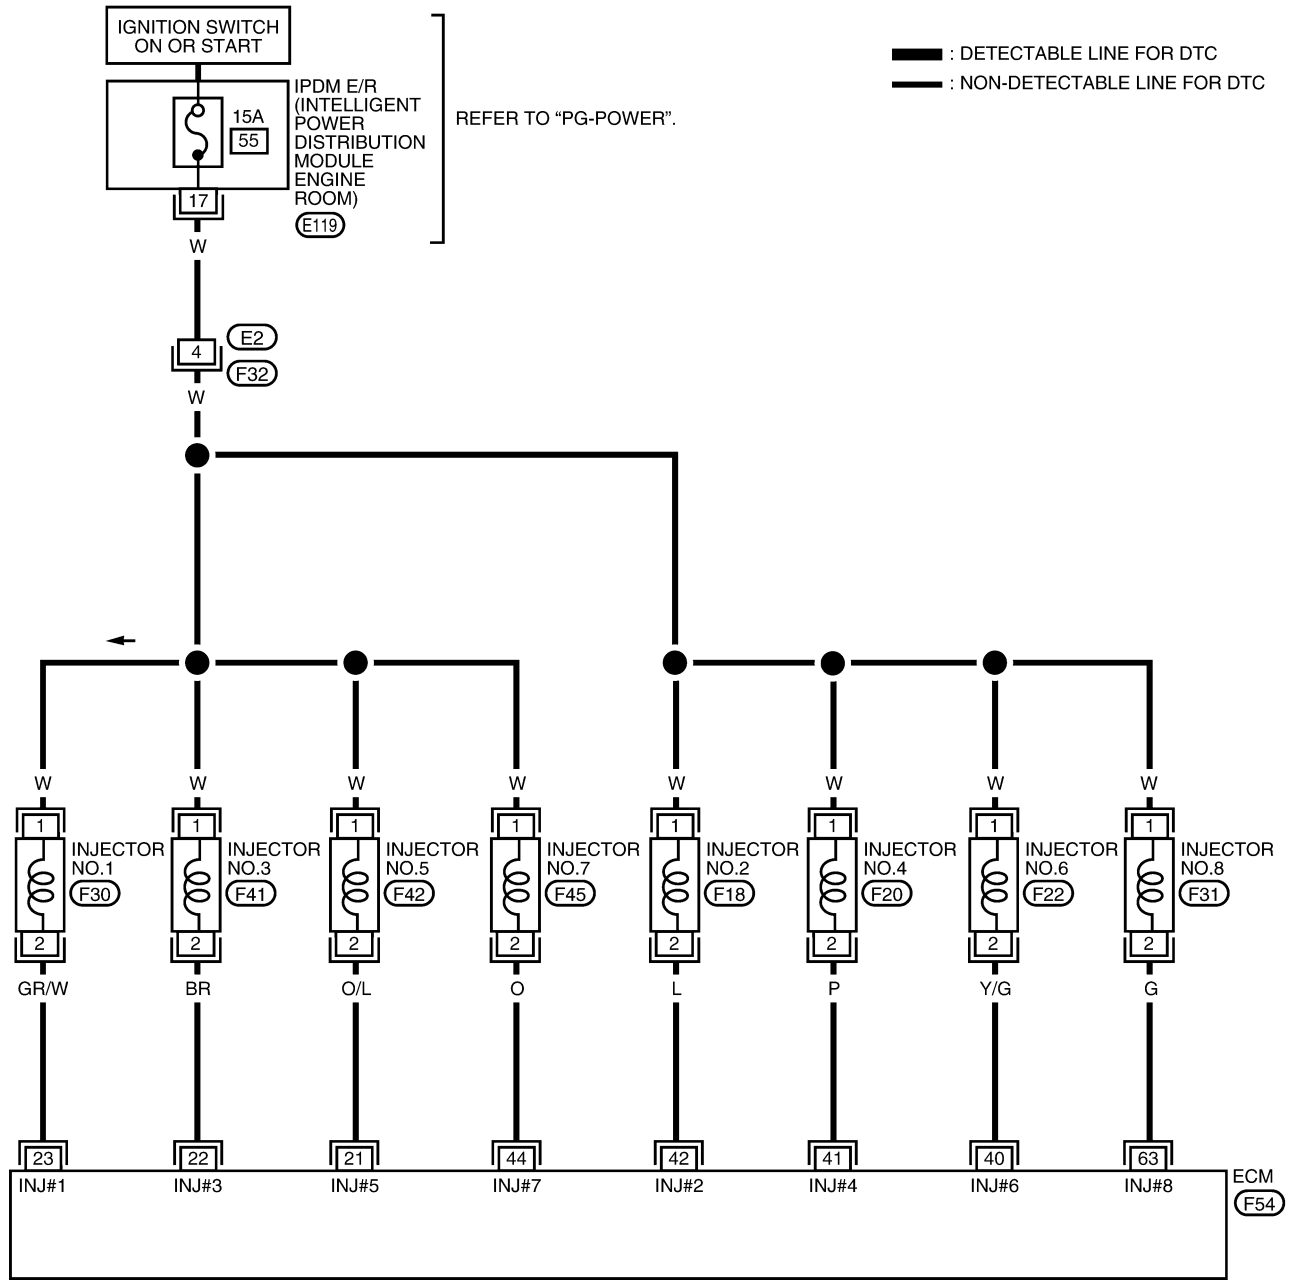 IGNITION SWITCH
ON OR START
IPDM E/R
(INTELLIGENT
POWER
DISTRIBUTION
MODULE
ENGINE
ROOM)
E119
15A
55
17
REFER TO “PG-POWER”.
: DETECTABLE LINE FOR DTC
: NON-DETECTABLE LINE FOR DTC
W
4
E2
F32
W
W W W W W W W W
1 1 1 1 1 1 1 1
INJECTOR
NO.1
F30
INJECTOR
NO.3
F41
INJECTOR
NO.5
F42
INJECTOR
NO.7
F45
INJECTOR
NO.2
F18
INJECTOR
NO.4
F20
INJECTOR
NO.6
F22
INJECTOR
NO.8
F31
2 2 2 2 2 2 2 2
GR/W BR O/L O L P Y/G G
23 22 21 44 42 41 40 63
INJ#1 INJ#3 INJ#5 INJ#7 INJ#2 INJ#4 INJ#6 INJ#8
ECM
F54